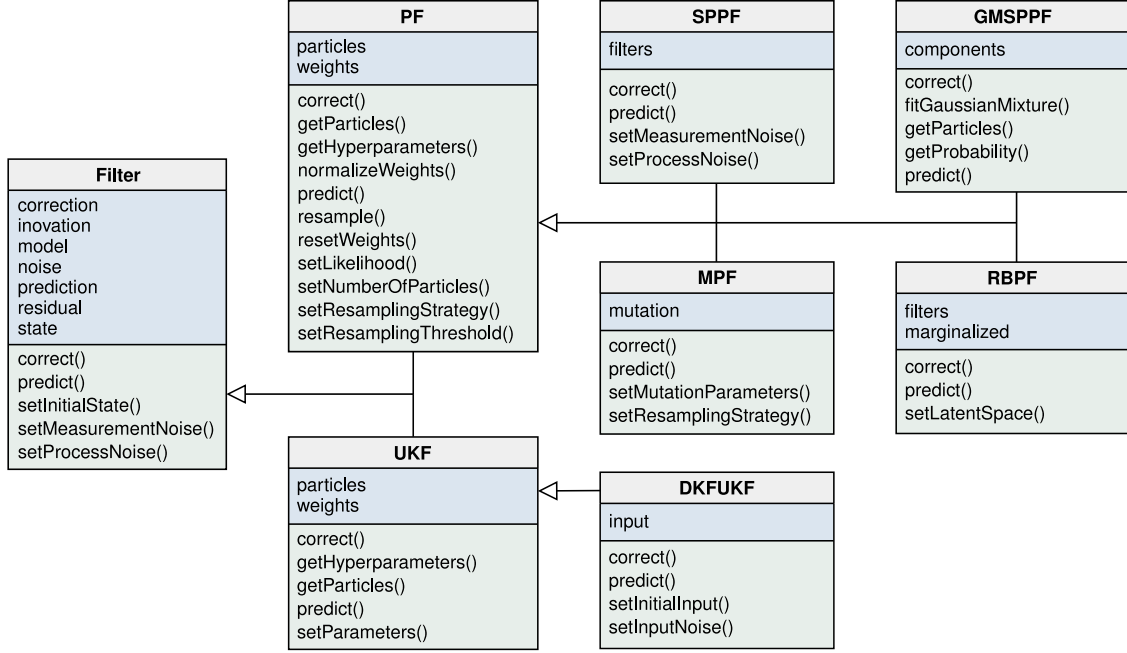 Filter
correction
inovation
model
noise
prediction
residual
state
correct()
predict()
setInitialState()
setMeasurementNoise()
setProcessNoise()
PF
particles
weights
correct()
getParticles()
getHyperparameters()
normalizeWeights()
predict()
resample()
resetWeights()
setLikelihood()
setNumberOfParticles()
setResamplingStrategy()
setResamplingThreshold()
UKF
particles
weights
correct()
getHyperparameters()
getParticles()
predict()
setParameters()
SPPF
filters
correct()
predict()
setMeasurementNoise()
setProcessNoise()
MPF
mutation
correct()
predict()
setMutationParameters()
setResamplingStrategy()
DKFUKF
input
correct()
predict()
setInitialInput()
setInputNoise()
GMSPPF
components
correct()
fitGaussianMixture()
getParticles()
getProbability()
predict()
RBPF
filters
marginalized
correct()
predict()
setLatentSpace()